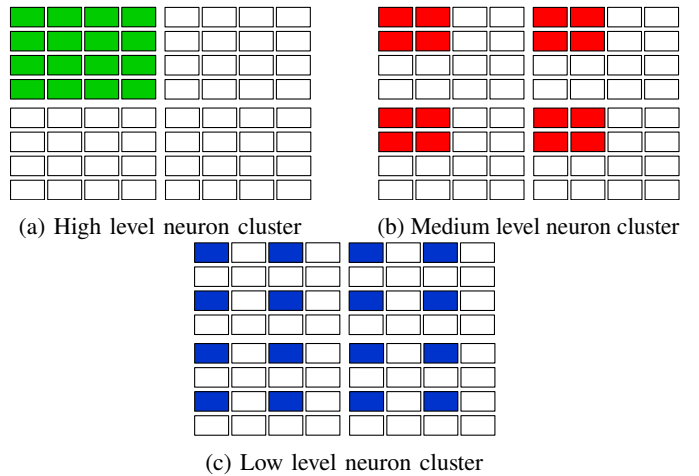 (a) High level neuron cluster
(b) Medium level neuron cluster
(c) Low level neuron cluster